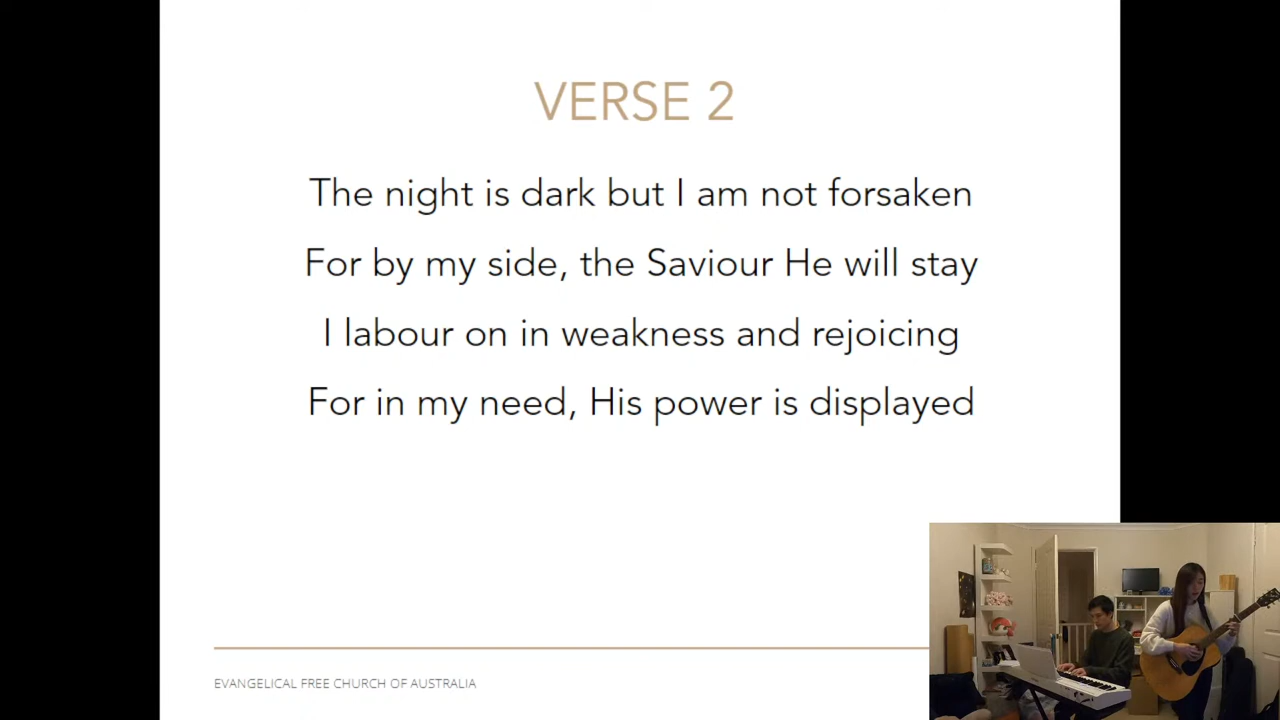 VERSE 2
The night is dark but I am not forsaken
For by my side, the Saviour He will stay
I labour on in weakness and rejoicing
For in my need, His power is displayed
EVANGELICAL FREE CHURCH OF AUSTRALIA